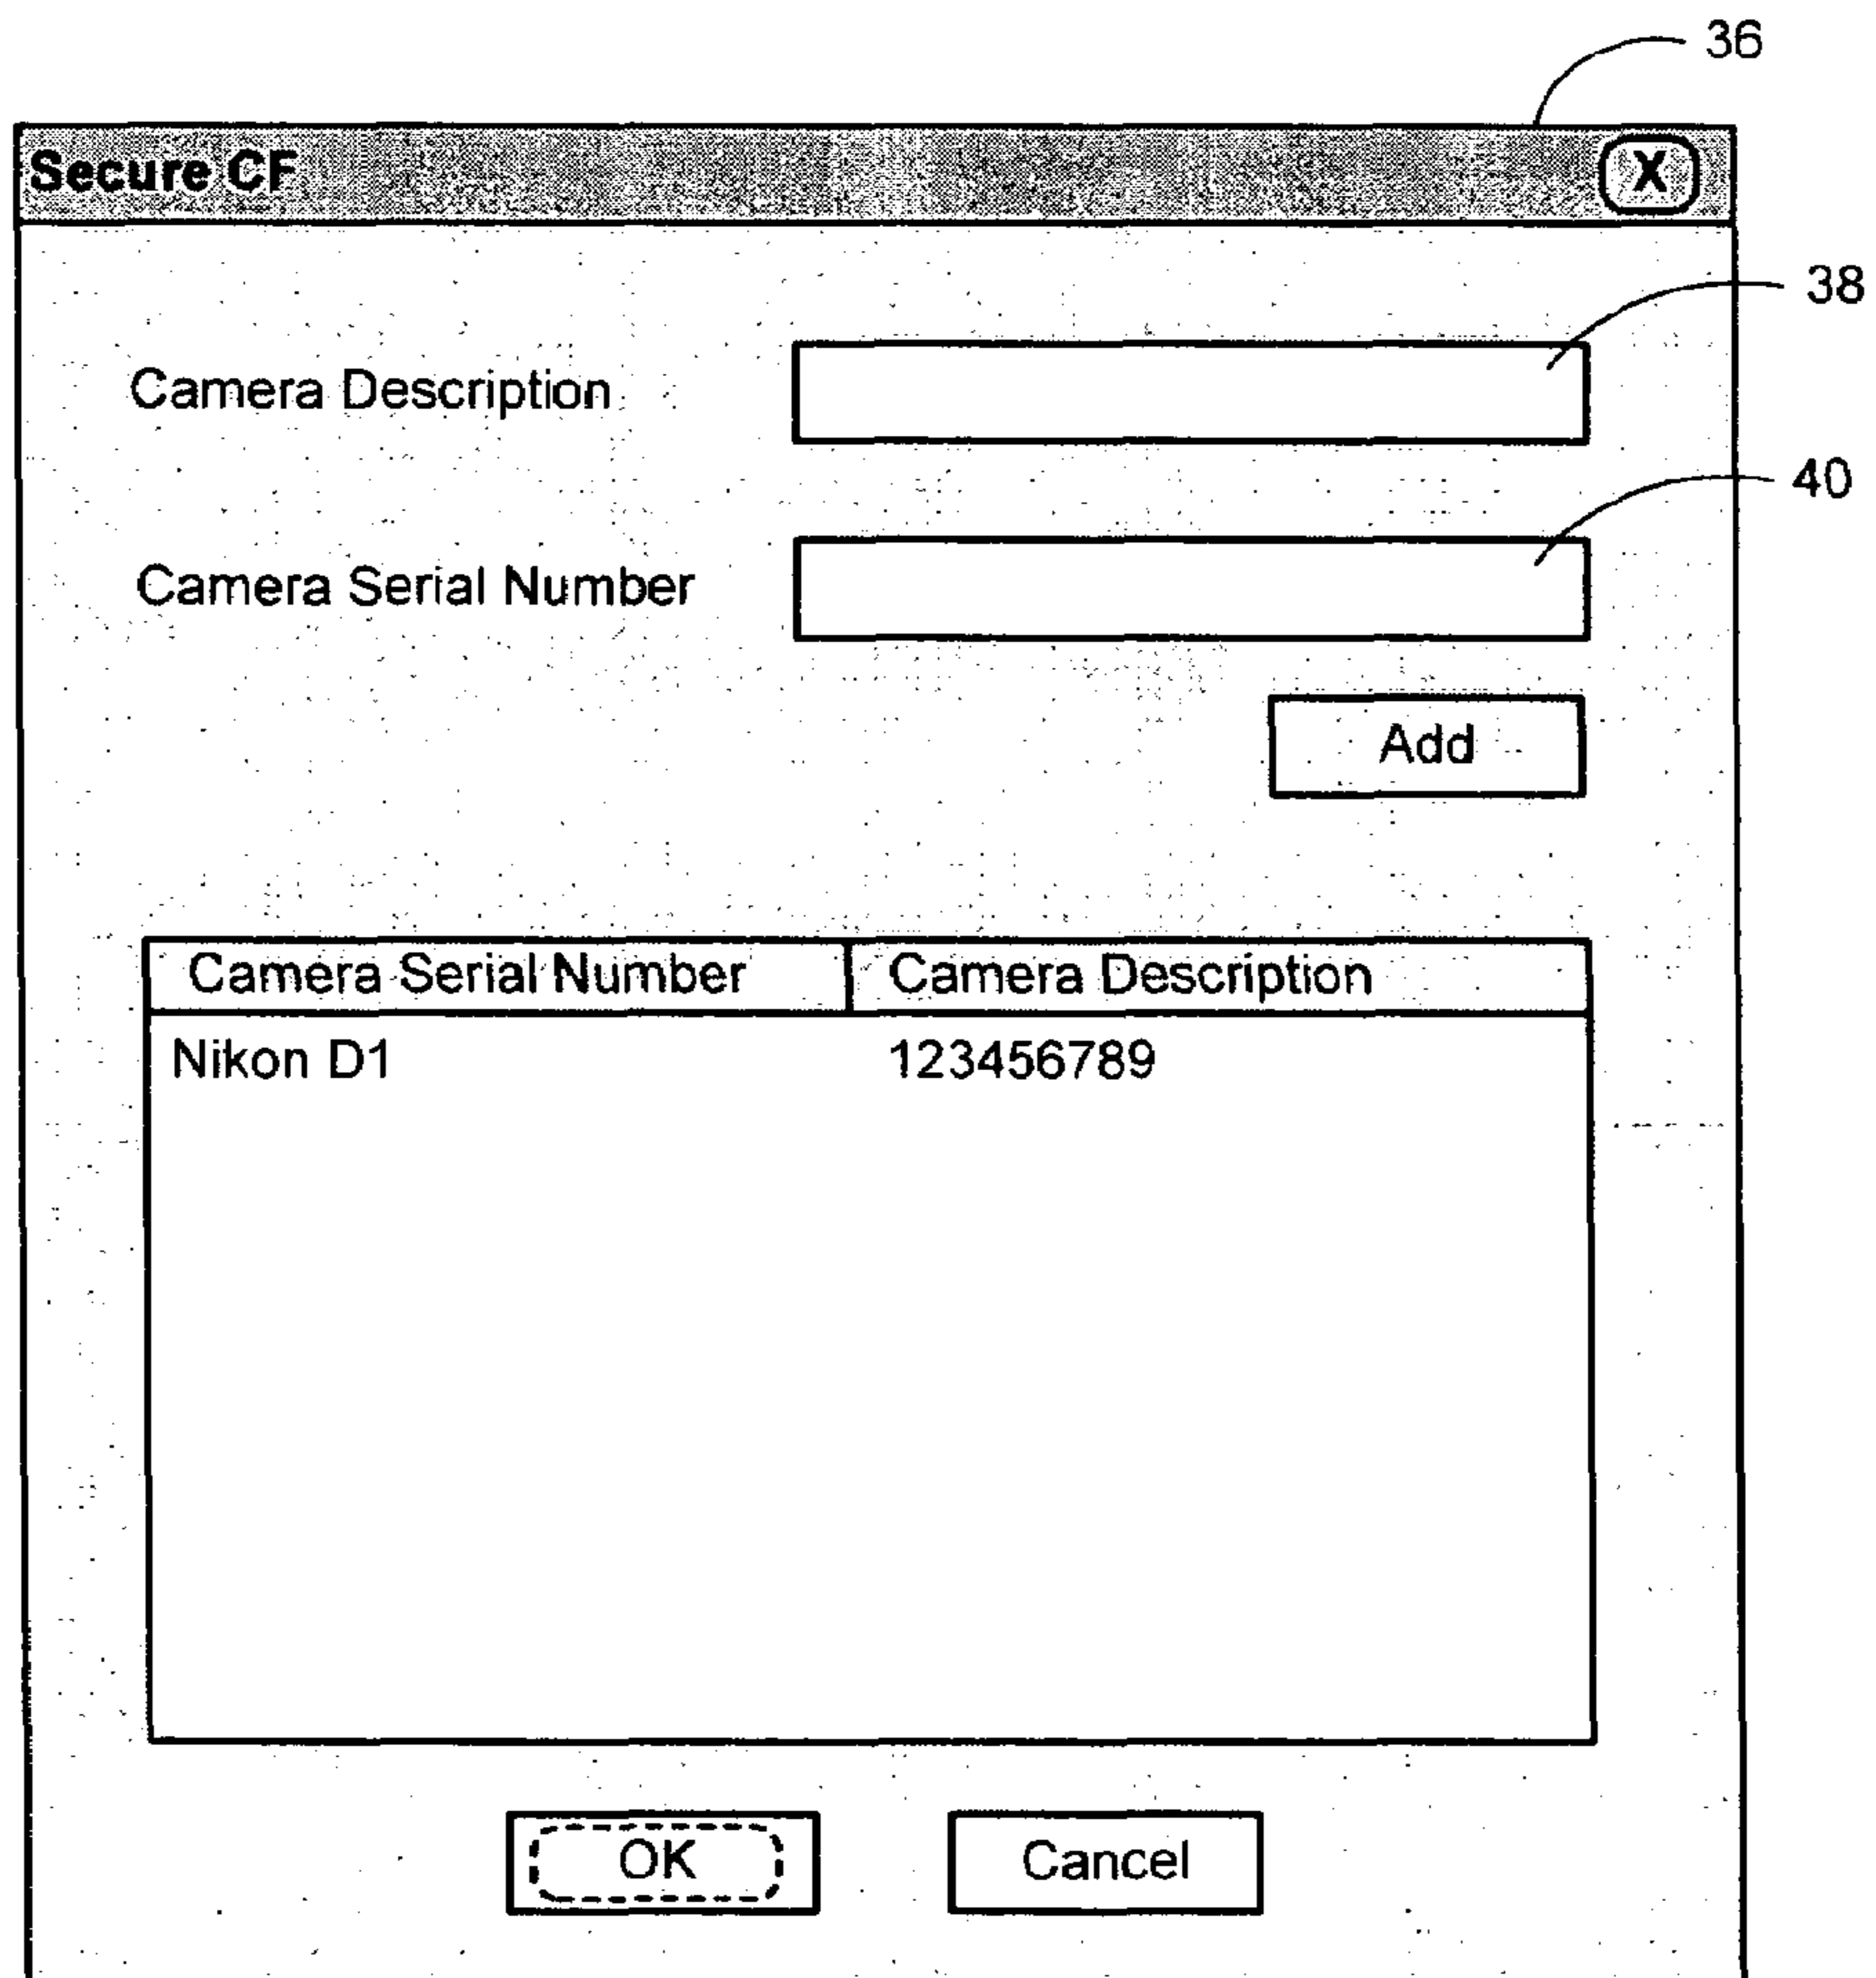 36
Secure CF X
38
Camera Description
40
Camera Serial Number
Add
Camera Serial Number Camera Description
Nikon D1 123456789
OK Cancel